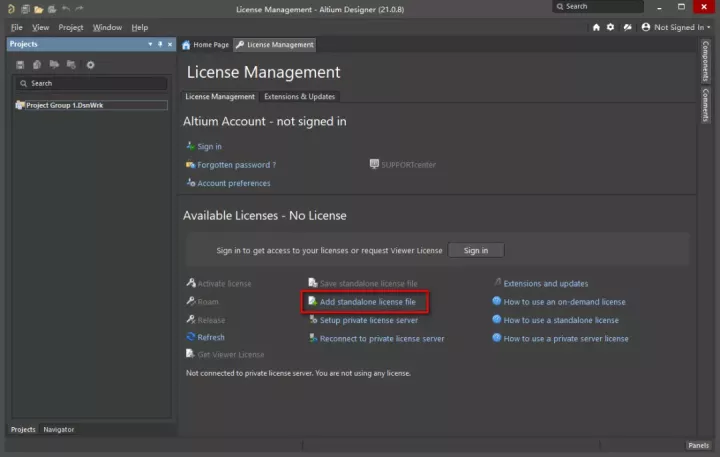 License Management - Altium Designer (21.0.8)
Search
File View Project Window Help
Not Signed In
Projects
Home Page
License Management
Search
Project Group 1.DsnWrk
License Management
License Management
Extensions & Updates
Altium Account - not signed in
Sign in
Forgotten password ?
SUPPORTcenter
Account preferences
Available Licenses - No License
Sign in to get access to your licenses or request Viewer License
Sign in
Activate license
Save standalone license file
Extensions and updates
Roam
Add standalone license file
How to use an on-demand license
Release
Setup private license server
How to use a standalone license
Refresh
Reconnect to private license server
How to use a private server license
Get Viewer License
Not connected to private license server. You are not using any license.
Components
Comments
Projects
Navigator
Panels